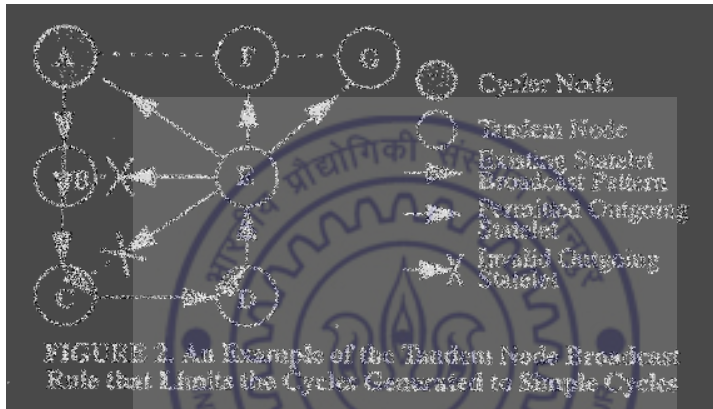 A F G
Cycler Node
Tandem Node
B E
Existing Statelet
Broadcast Pattern
Permitted Outgoing
Statelet
Invalid Outgoing
Statelet
C D
भारतीय प्रौद्योगिकी
FIGURE 2. An Example of the Tandem Node Broadcast
Rule that Limits the Cycles Generated to Simple Cycles